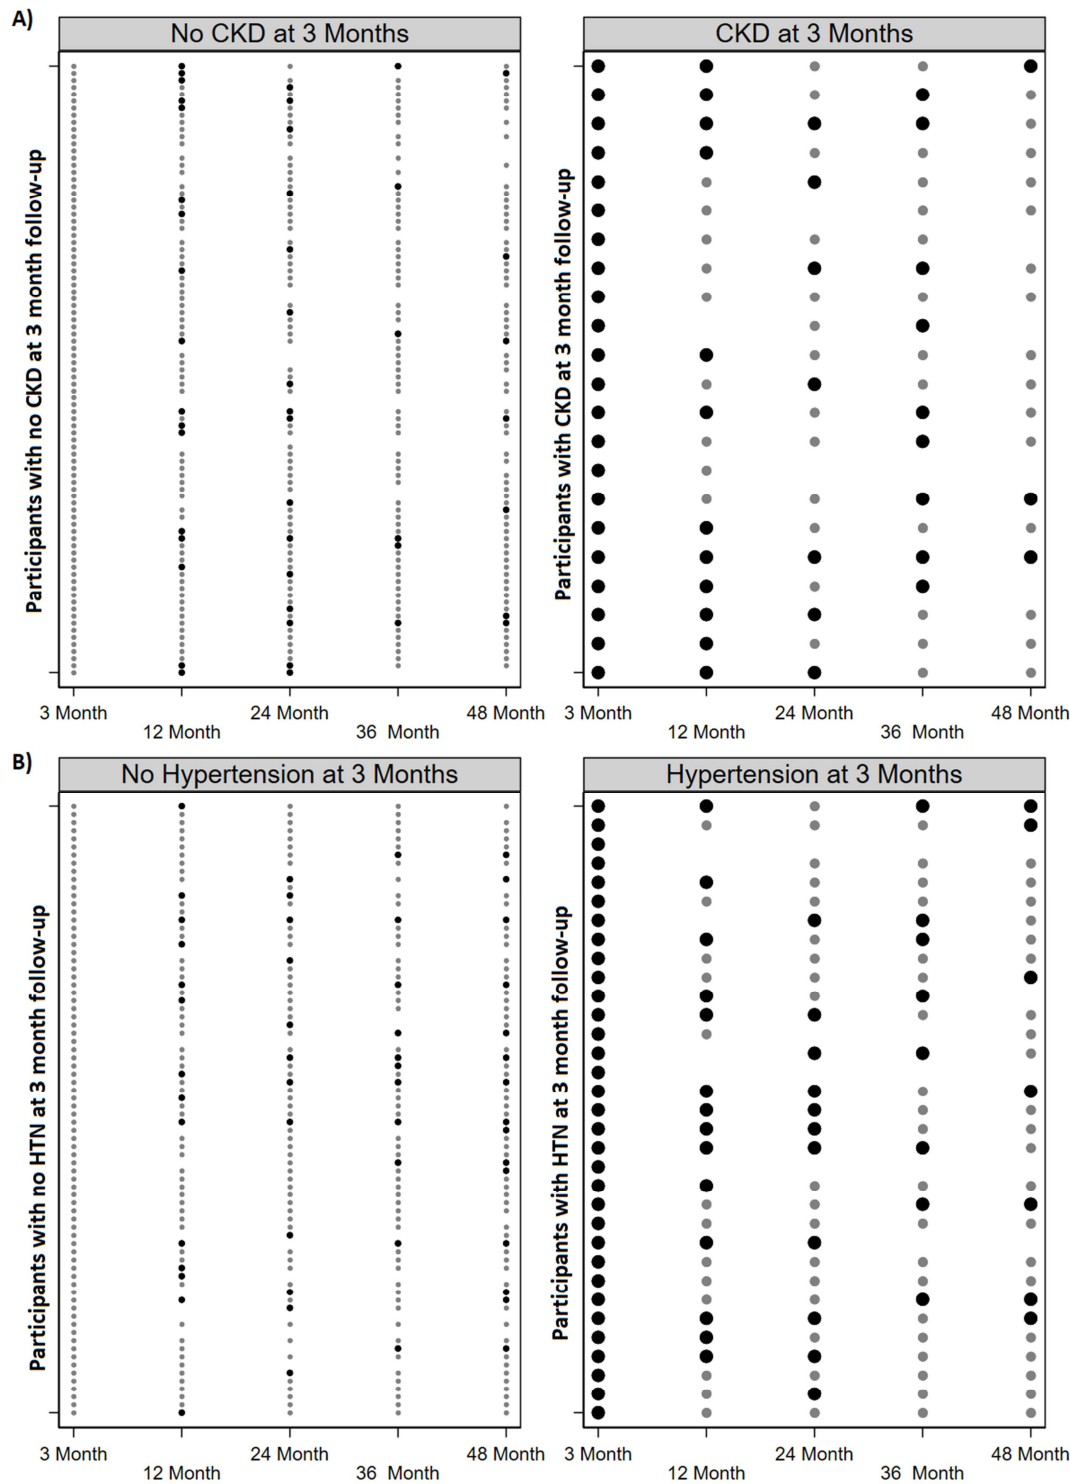 A)
No CKD at 3 Months
CKD at 3 Months
Participants with no CKD at 3 month follow-up
Participants with CKD at 3 month follow-up
3 Month
12 Month
24 Month
36 Month
48 Month
3 Month
12 Month
24 Month
36 Month
48 Month
B)
No Hypertension at 3 Months
Hypertension at 3 Months
Participants with no HTN at 3 month follow-up
Participants with HTN at 3 month follow-up
3 Month
12 Month
24 Month
36 Month
48 Month
3 Month
12 Month
24 Month
36 Month
48 Month